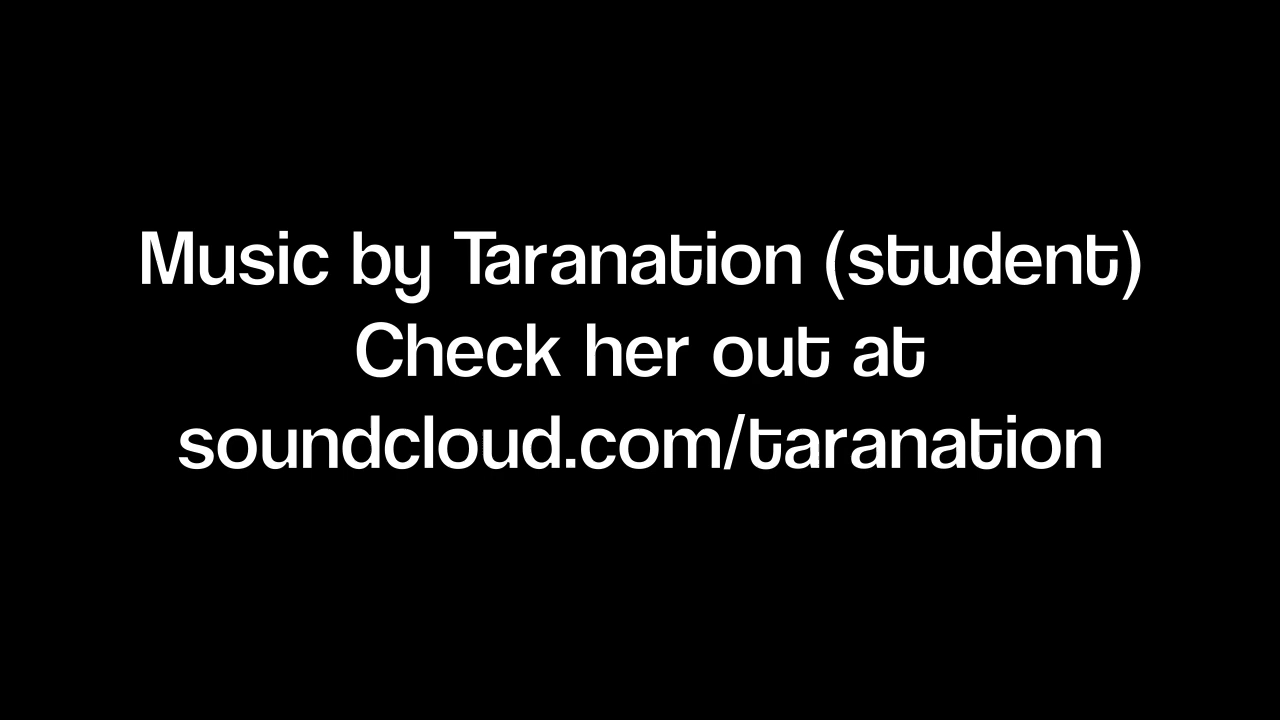 Music by Taranation (student)
Check her out at
soundcloud.com/taranation